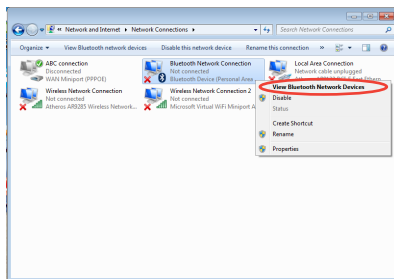 « Network and Internet ▸ Network Connections ▸
Search Network Connections
Organize ▾ View Bluetooth network devices Disable this network device Rename this connection »
ABC connection
Disconnected
WAN Miniport (PPPOE)
Bluetooth Network Connection
Not connected
Bluetooth Device (Personal Area ...
Local Area Connection
Network cable unplugged
Wireless Network Connection
Not connected
Atheros AR9285 Wireless Network...
Wireless Network Connection 2
Not connected
Microsoft Virtual WiFi Miniport A
View Bluetooth Network Devices
Disable
Status
Create Shortcut
Rename
Properties